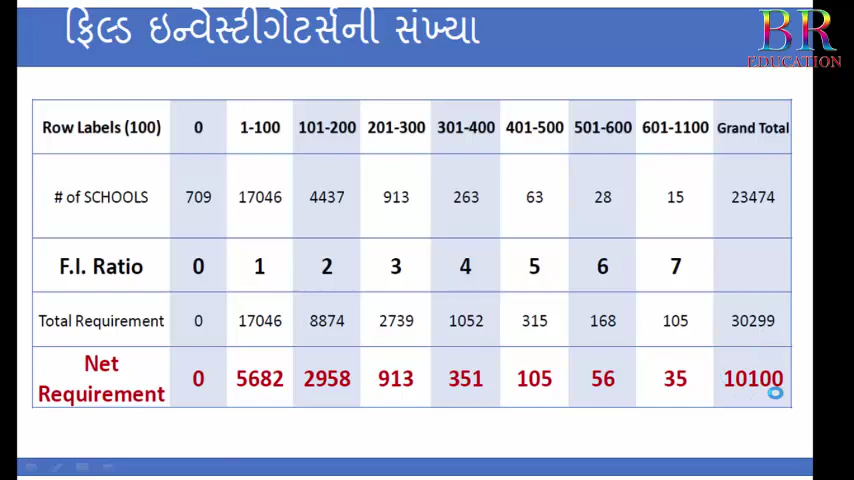 ફિલ્ડ ઇન્વેસ્ટીગેટર્સની સંખ્યા
BR
EDUCATION
Row Labels (100) 0 1-100 101-200 201-300 301-400 401-500 501-600 601-1100 Grand Total
# of SCHOOLS 709 17046 4437 913 263 63 28 15 23474
F.I. Ratio 0 1 2 3 4 5 6 7
Total Requirement 0 17046 8874 2739 1052 315 168 105 30299
Net
Requirement 0 5682 2958 913 351 105 56 35 10100